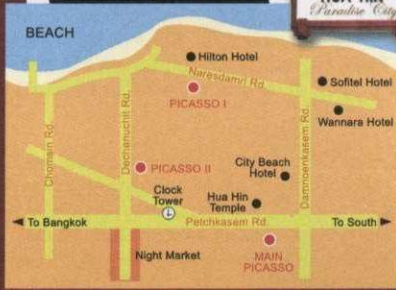 Paradise City
BEACH
Hilton Hotel
Naresdamri Rd.
Sofitel Hotel
PICASSO I
Wannara Hotel
Chomsin Rd.
Dechanuchit Rd.
Damnoenkasem Rd.
PICASSO II
City Beach
Hotel
Clock
Tower
Hua Hin
Temple
To Bangkok
Petchkasem Rd.
To South
Night Market
MAIN
PICASSO